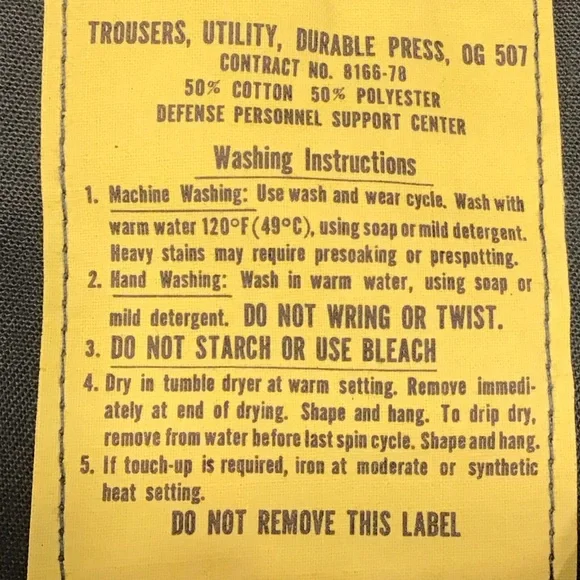 TROUSERS, UTILITY, DURABLE PRESS, OG 507
CONTRACT NO. 8166-78
50% COTTON 50% POLYESTER
DEFENSE PERSONNEL SUPPORT CENTER
Washing Instructions
1. Machine Washing: Use wash and wear cycle. Wash with
warm water 120°F (49°C), using soap or mild detergent.
Heavy stains may require presoaking or prespotting.
2. Hand Washing: Wash in warm water, using soap or
mild detergent. DO NOT WRING OR TWIST.
3. DO NOT STARCH OR USE BLEACH
4. Dry in tumble dryer at warm setting. Remove immedi-
ately at end of drying. Shape and hang. To drip dry,
remove from water before last spin cycle. Shape and hang.
5. If touch-up is required, iron at moderate or synthetic
heat setting.
DO NOT REMOVE THIS LABEL